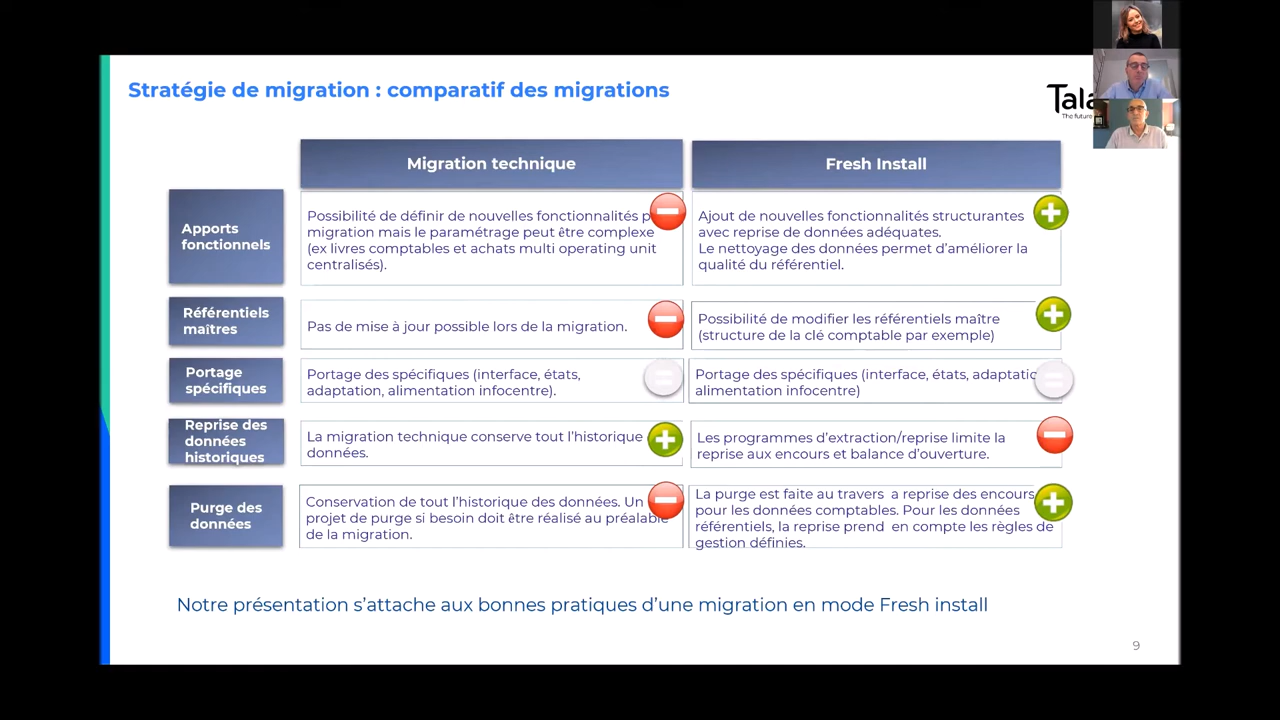 Stratégie de migration : comparatif des migrations
Tala
The future
Migration technique
Fresh Install
Apports
fonctionnels
Possibilité de définir de nouvelles fonctionnalités
migration mais le paramétrage peut être complexe
(ex livres comptables et achats multi operating unit
centralisés).
Ajout de nouvelles fonctionnalités structurantes
avec reprise de données adéquates.
Le nettoyage des données permet d’améliorer la
qualité du référentiel.
Référentiels
maîtres
Pas de mise à jour possible lors de la migration.
Possibilité de modifier les référentiels maître
(structure de la clé comptable par exemple)
Portage
spécifiques
Portage des spécifiques (interface, états,
adaptation, alimentation infocentre).
Portage des spécifiques (interface, états, adaptatio
alimentation infocentre)
Reprise des
données
historiques
La migration technique conserve tout l’historique
données.
Les programmes d’extraction/reprise limite la
reprise aux encours et balance d’ouverture.
Purge des
données
Conservation de tout l’historique des données. Un
projet de purge si besoin doit être réalisé au préalable
de la migration.
La purge est faite au travers a reprise des encours
pour les données comptables. Pour les données
référentiels, la reprise prend en compte les règles de
gestion définies.
Notre présentation s’attache aux bonnes pratiques d’une migration en mode Fresh install
9